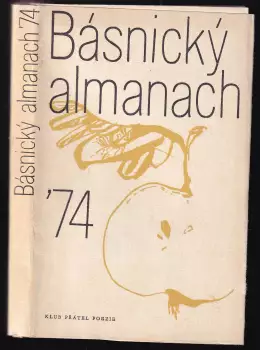 Básnický almanach '74
Básnický
almanach
'74
KLUB PŘÁTEL POEZIE